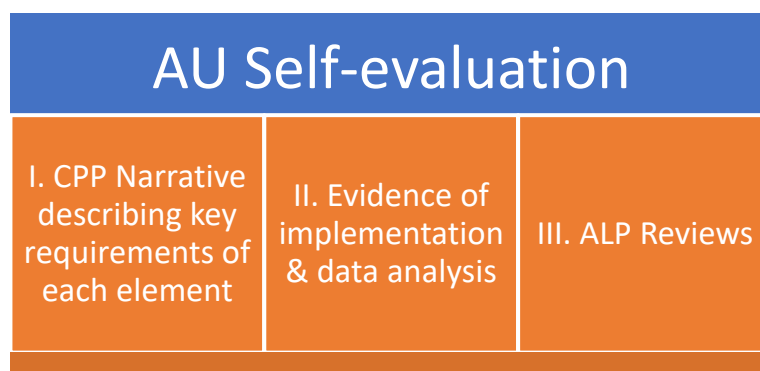 AU Self-evaluation
I. CPP Narrative
describing key
requirements of
each element
II. Evidence of
implementation
& data analysis
III. ALP Reviews